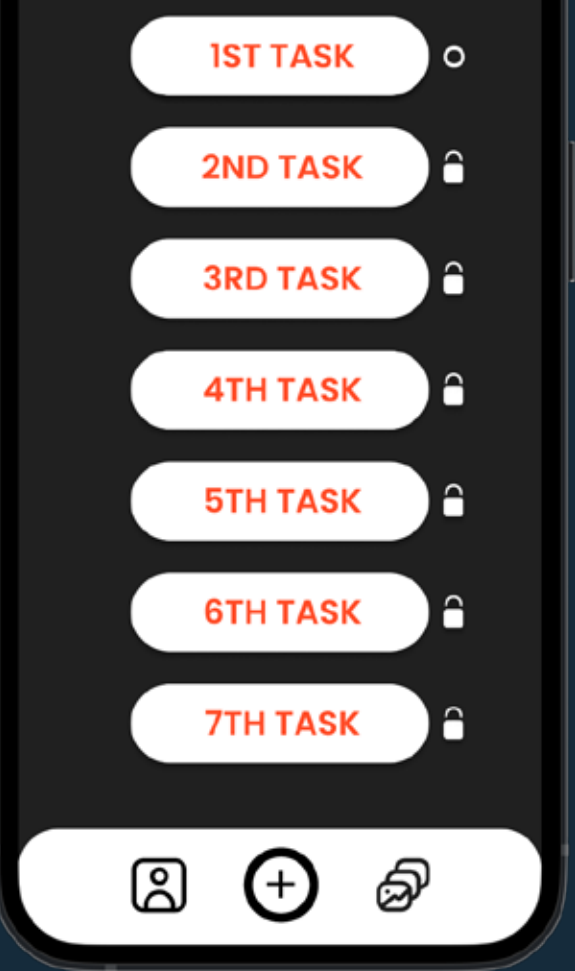 1ST TASK
2ND TASK
3RD TASK
4TH TASK
5TH TASK
6TH TASK
7TH TASK